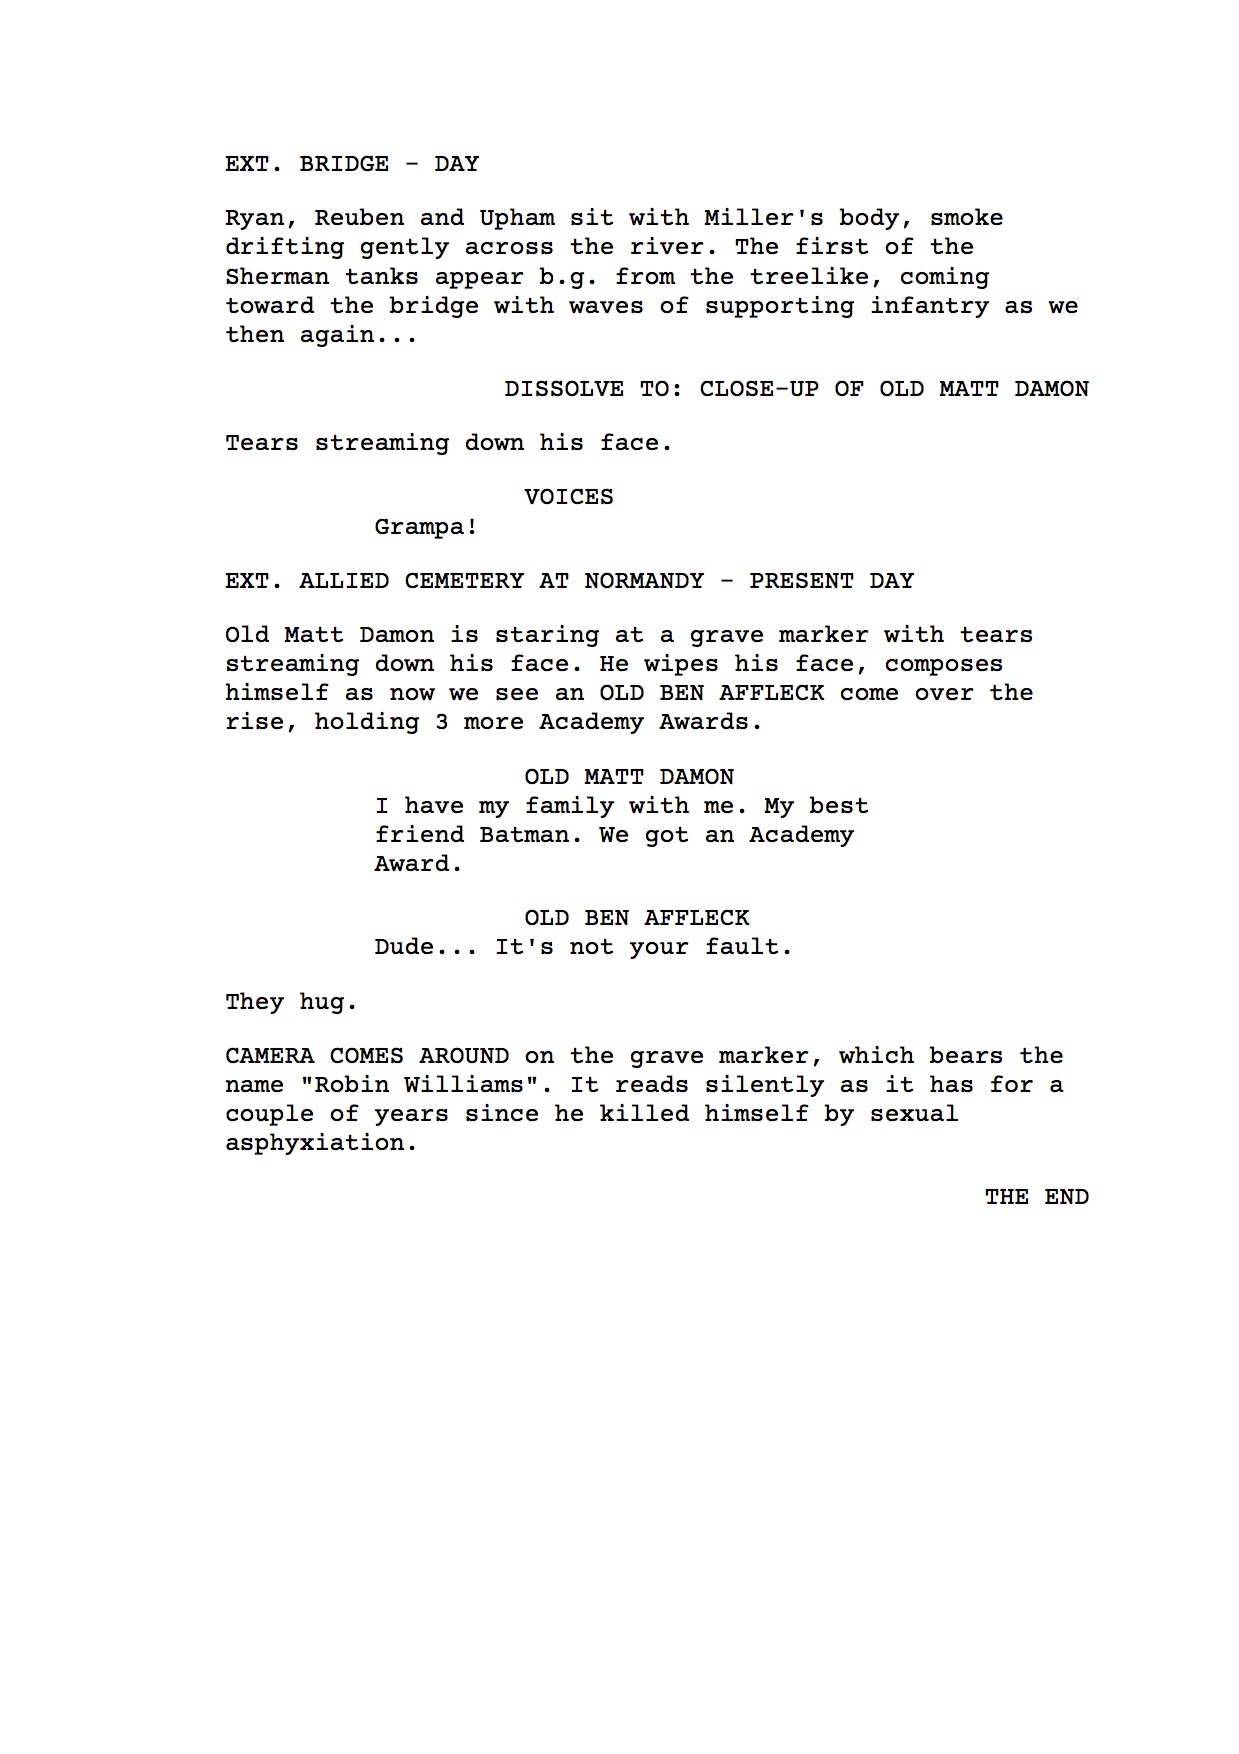 EXT. BRIDGE - DAY
Ryan, Reuben and Upham sit with Miller's body, smoke
drifting gently across the river. The first of the
Sherman tanks appear b.g. from the treelike, coming
toward the bridge with waves of supporting infantry as we
then again...
DISSOLVE TO: CLOSE-UP OF OLD MATT DAMON
Tears streaming down his face.
VOICES
Grampa!
EXT. ALLIED CEMETERY AT NORMANDY - PRESENT DAY
Old Matt Damon is staring at a grave marker with tears
streaming down his face. He wipes his face, composes
himself as now we see an OLD BEN AFFLECK come over the
rise, holding 3 more Academy Awards.
OLD MATT DAMON
I have my family with me. My best
friend Batman. We got an Academy
Award.
OLD BEN AFFLECK
Dude... It's not your fault.
They hug.
CAMERA COMES AROUND on the grave marker, which bears the
name "Robin Williams". It reads silently as it has for a
couple of years since he killed himself by sexual
asphyxiation.
THE END